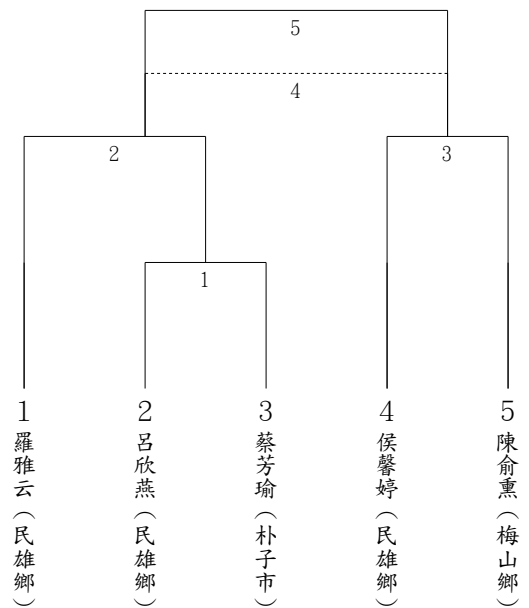 5
4
2
3
1
1 羅雅云（民雄鄉）
2 呂欣燕（民雄鄉）
3 蔡芳瑜（朴子市）
4 侯馨婷（民雄鄉）
5 陳俞熏（梅山鄉）